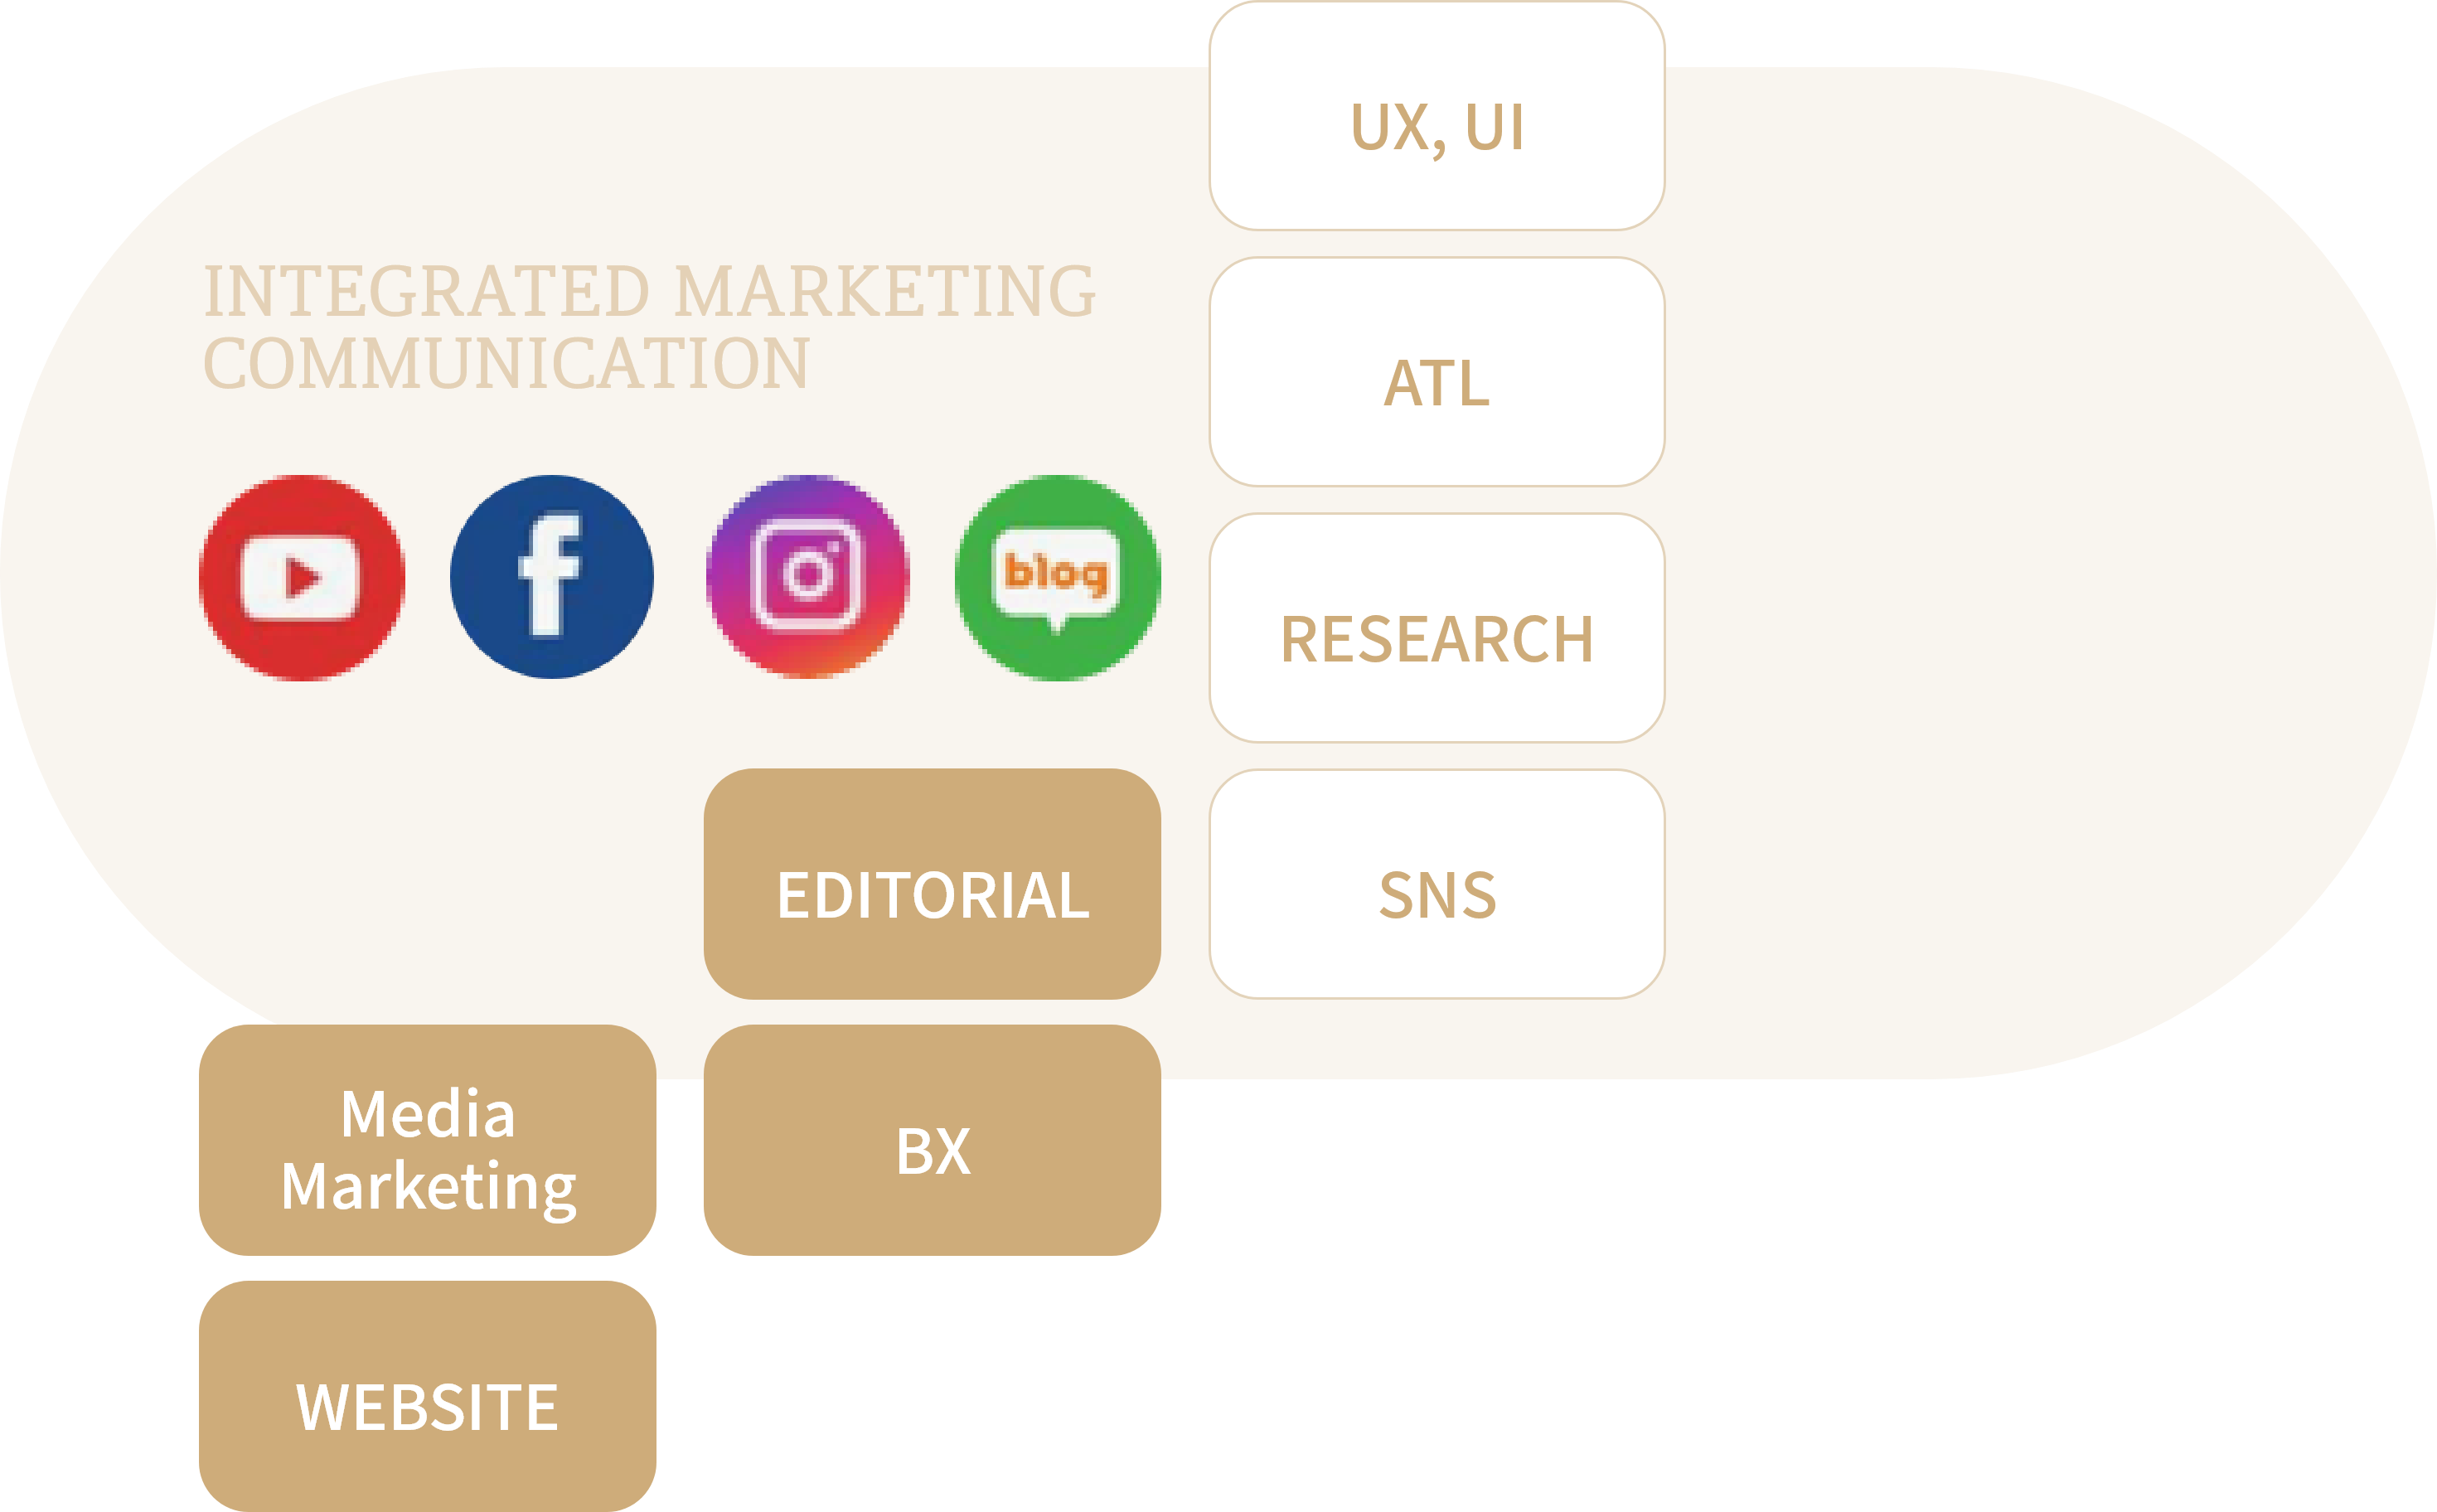 INTEGRATED MARKETING
COMMUNICATION
f
blog
UX, UI
ATL
RESEARCH
EDITORIAL
SNS
Media
Marketing
BX
WEBSITE